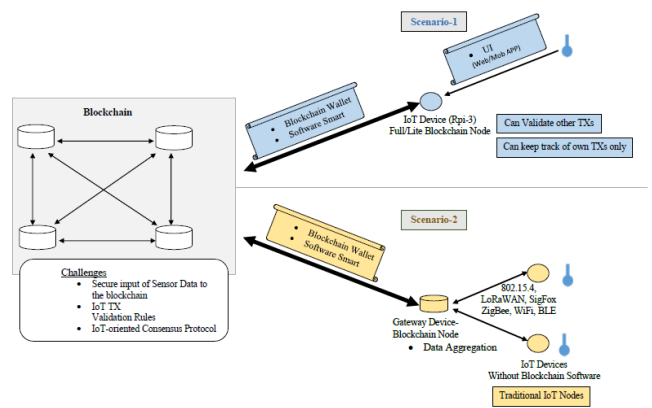 Scenario-1
UI
(Web/Mob APP)
Blockchain
Blockchain Wallet
Software Smart
IoT Device (Rpi-3)
Full/Lite Blockchain Node
Can Validate other TXs
Can keep track of own TXs only
Scenario-2
Blockchain Wallet
Software Smart
Challenges
Secure input of Sensor Data to
the blockchain
IoT TX
Validation Rules
IoT-oriented Consensus Protocol
802.15.4,
LoRaWAN, SigFox
ZigBee, WiFi, BLE
Gateway Device-
Blockchain Node
Data Aggregation
IoT Devices
Without Blockchain Software
Traditional IoT Nodes